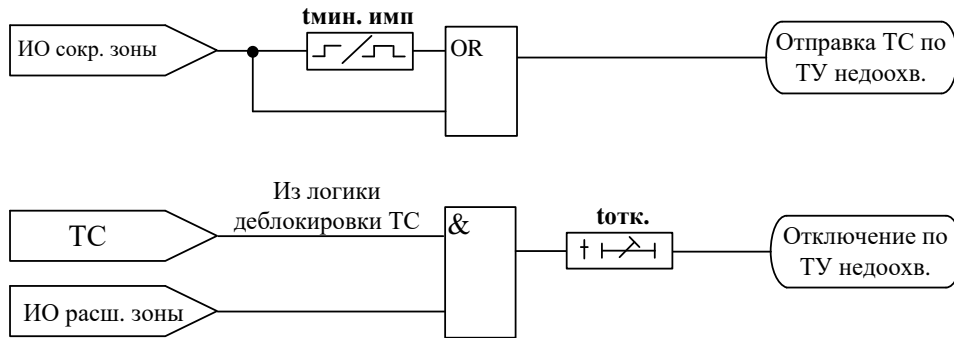 tмин. имп
ИО сокр. зоны
OR
Отправка ТС по
ТУ недоохв.
Из логики
деблокировки ТС
ТС
&
tотк.
Отключение по
ТУ недоохв.
ИО расш. зоны